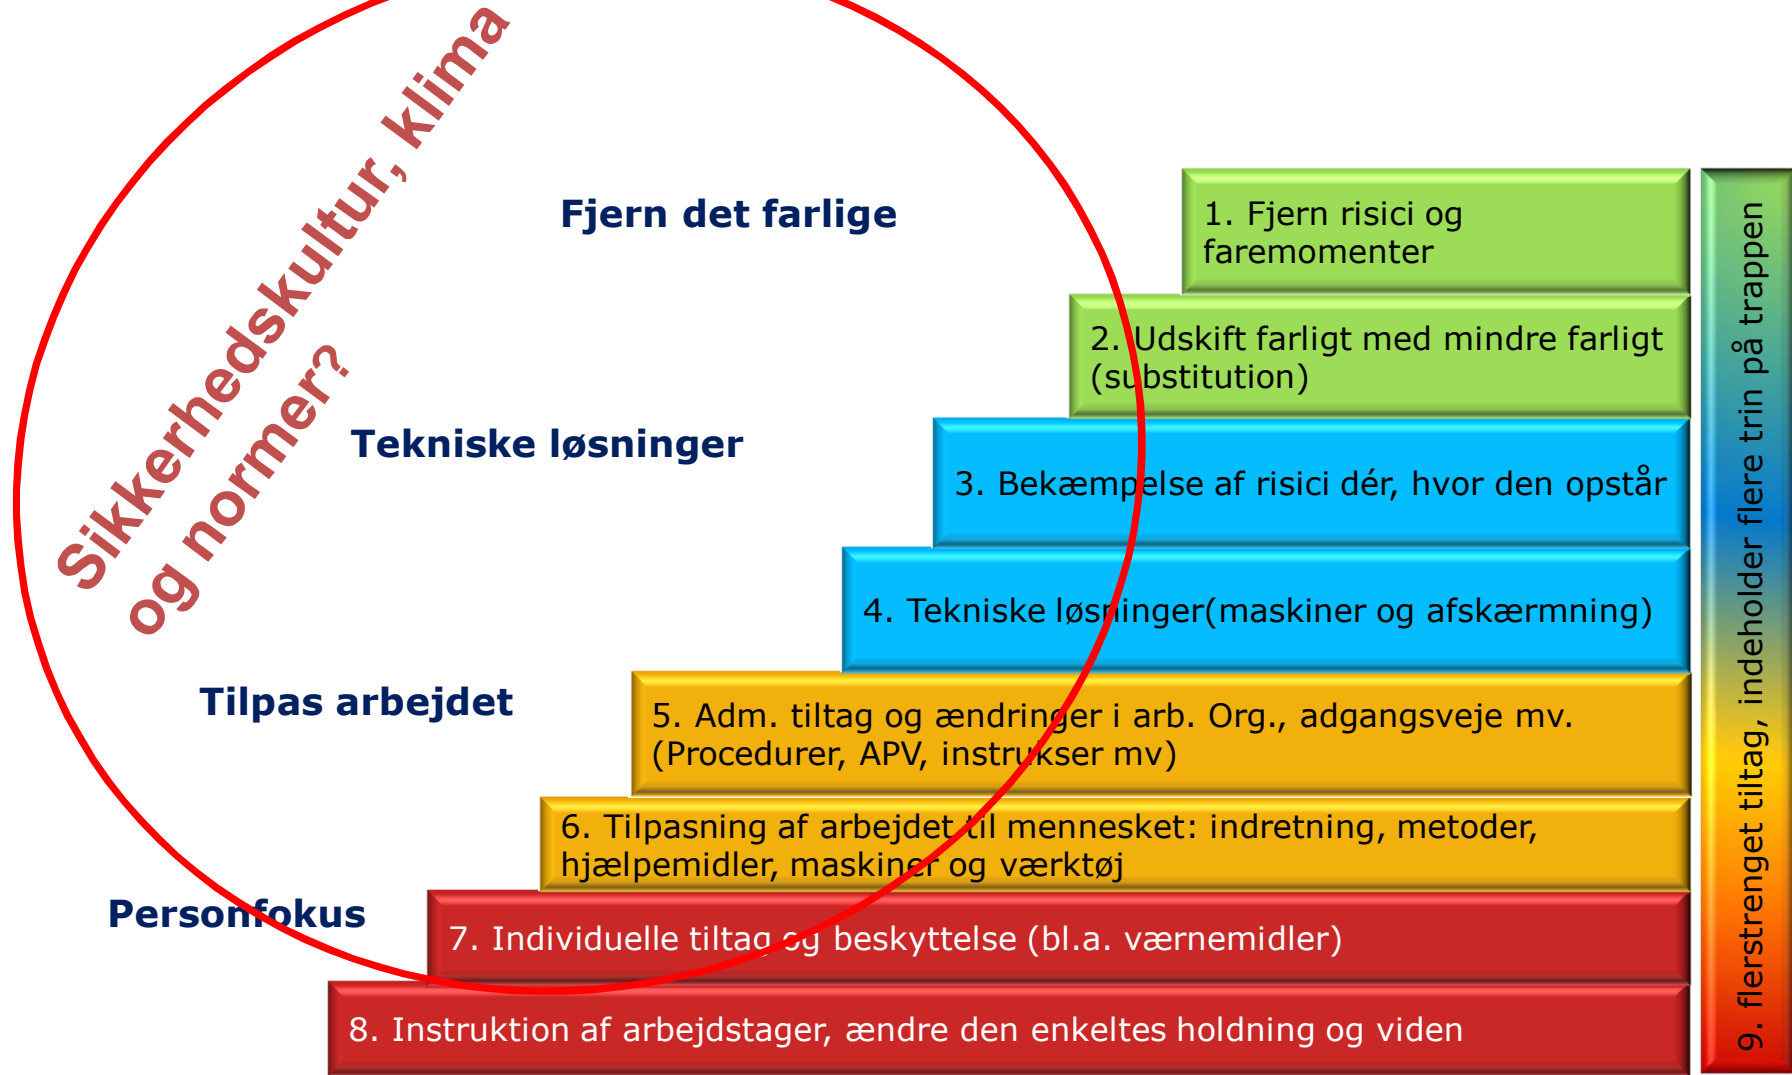 Sikkerhedskultur, klima
og normer?
Fjern det farlige
1. Fjern risici og
faremomenter
2. Udskift farligt med mindre farligt
(substitution)
Tekniske løsninger
3. Bekæmpelse af risici dér, hvor den opstår
4. Tekniske løsninger(maskiner og afskærmning)
Tilpas arbejdet
5. Adm. tiltag og ændringer i arb. Org., adgangsveje mv.
(Procedurer, APV, instrukser mv)
6. Tilpasning af arbejdet til mennesket: indretning, metoder,
hjælpemidler, maskiner og værktøj
Personfokus
7. Individuelle tiltag og beskyttelse (bl.a. værnemidler)
8. Instruktion af arbejdstager, ændre den enkeltes holdning og viden
9. flerstrenget tiltag, indeholder flere trin på trappen